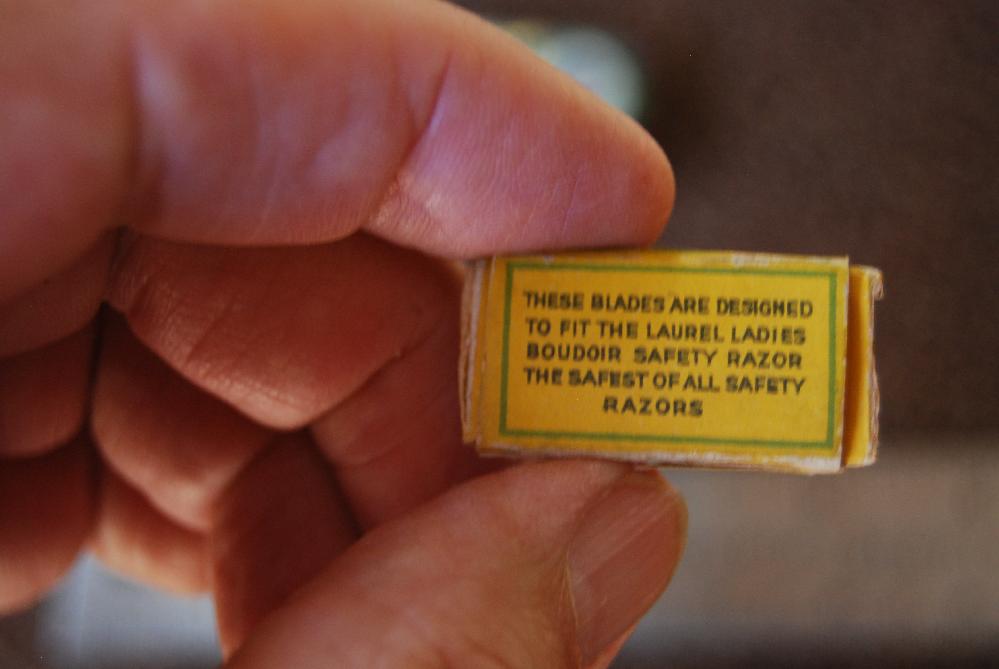 THESE BLADES ARE DESIGNED
TO FIT THE LAUREL LADIES
BOUDOIR SAFETY RAZOR
THE SAFEST OF ALL SAFETY
RAZORS